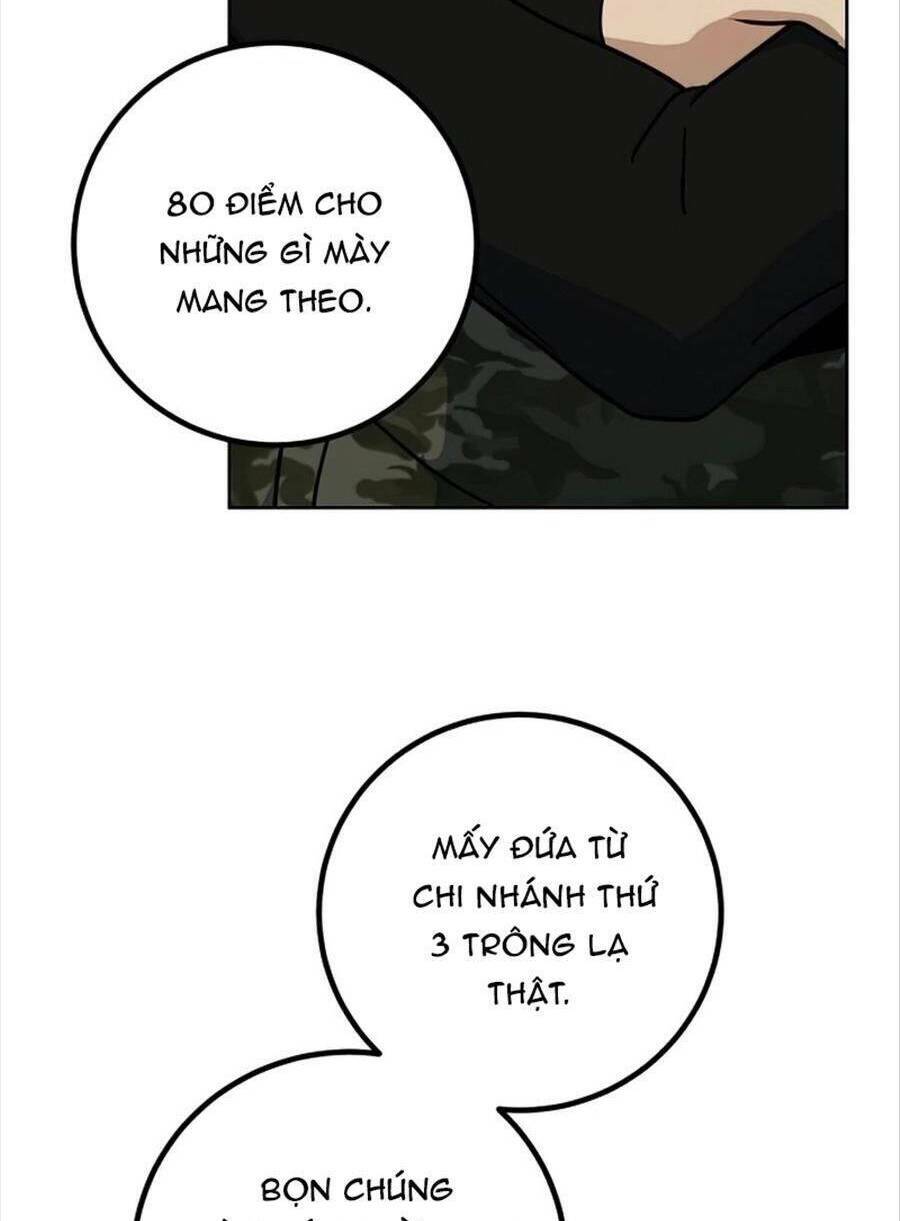 80 ĐIỂM CHO
NHỮNG GÌ MÀY
MANG THEO.
MẤY ĐỨA TỪ
CHI NHÁNH THỨ
3 TRÔNG LẠ
THẬT.
BỌN CHÚNG